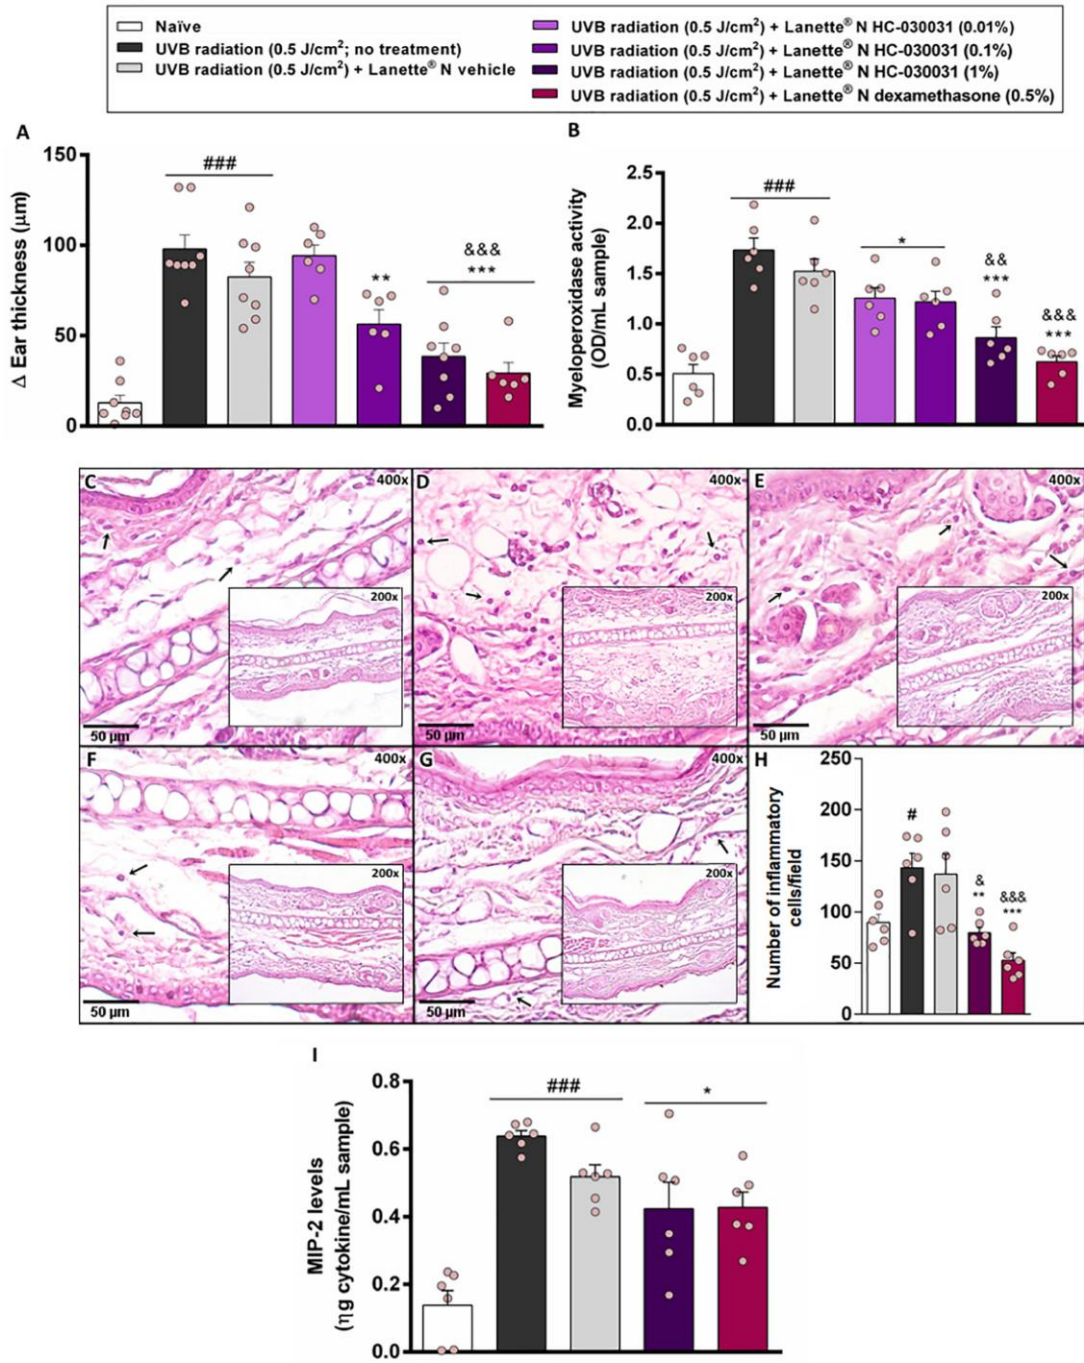 Naïve
UVB radiation (0.5 J/cm²; no treatment)
UVB radiation (0.5 J/cm²) + Lanette® N vehicle
UVB radiation (0.5 J/cm²) + Lanette® N HC-030031 (0.01%)
UVB radiation (0.5 J/cm²) + Lanette® N HC-030031 (0.1%)
UVB radiation (0.5 J/cm²) + Lanette® N HC-030031 (1%)
UVB radiation (0.5 J/cm²) + Lanette® N dexamethasone (0.5%)
A
Δ Ear thickness (μm)
150
100
50
0
###
**
&&&
***
B
Myeloperoxidase activity
(OD/mL sample)
2.5
2.0
1.5
1.0
0.5
0.0
###
*
&&
***
&&&
***
C
400x
200x
50 μm
D
400x
200x
E
400x
200x
50 μm
F
400x
200x
50 μm
G
400x
200x
50 μm
H
Number of inflammatory
cells/field
250
200
150
100
50
0
#
&
**
&&&
***
I
MIP-2 levels
(ηg cytokine/mL sample)
0.8
0.6
0.4
0.2
0.0
###
*